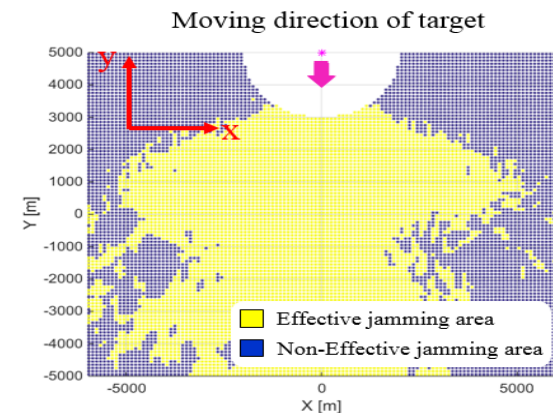 Moving direction of target
5000
4000
3000
2000
1000
0
-1000
-2000
-3000
-4000
-5000
Y [m]
y
x
Effective jamming area
Non-Effective jamming area
-5000
0
5000
X [m]